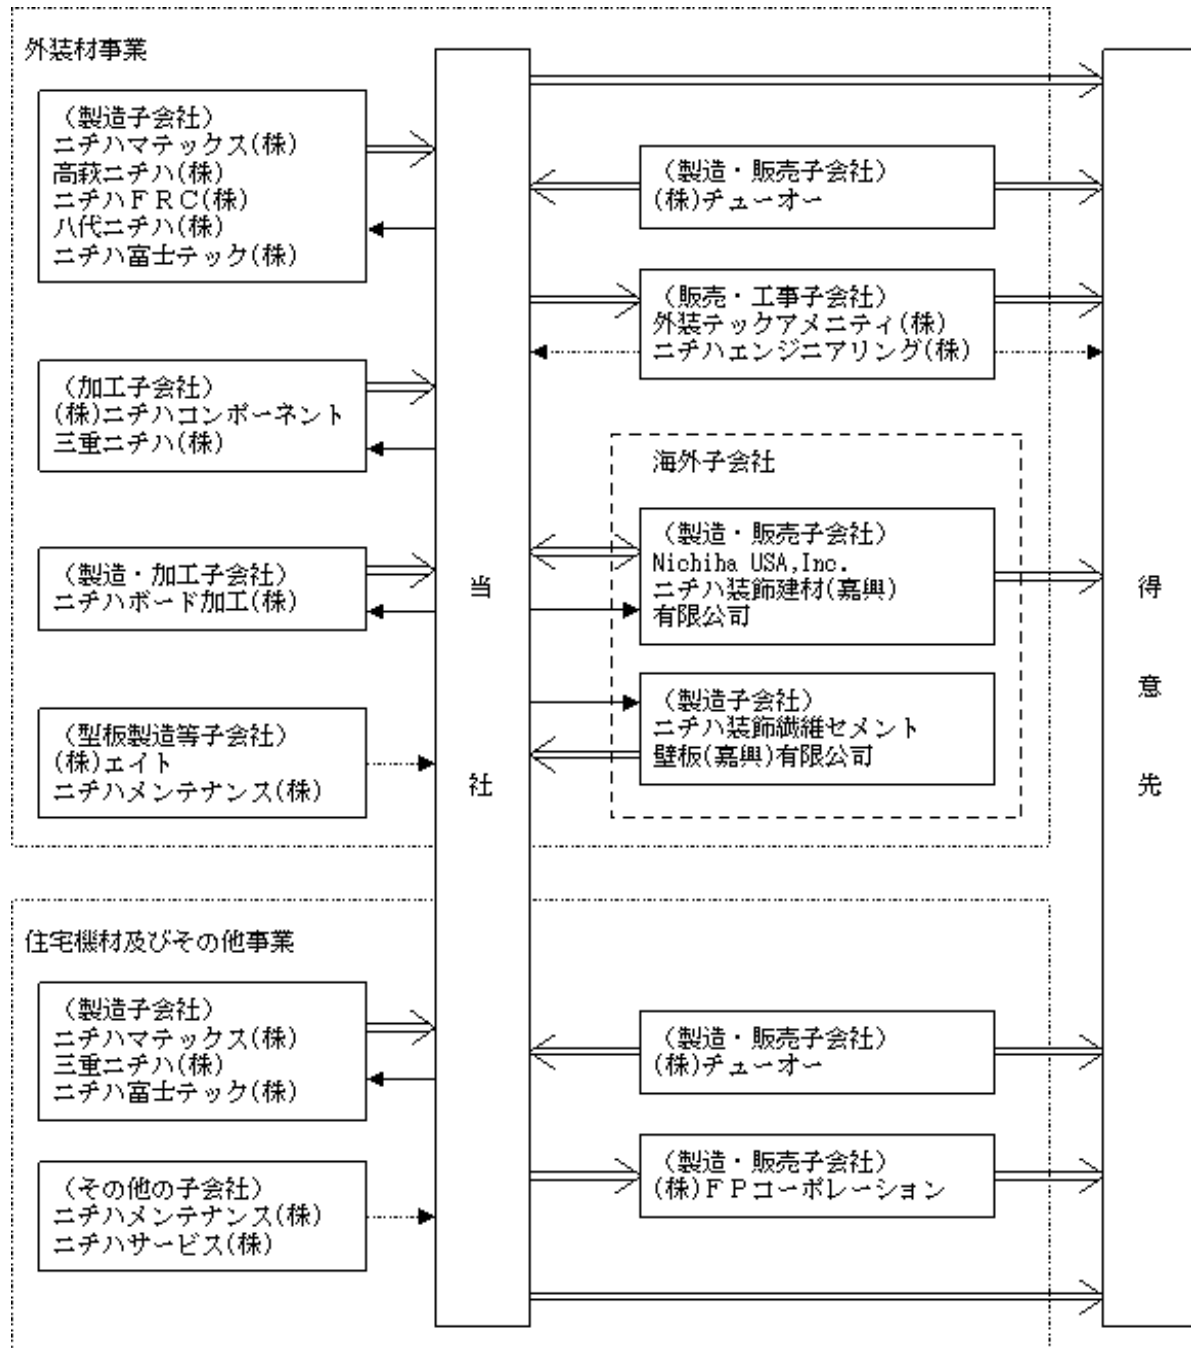 外装材事業
（製造子会社）
ニチハマテックス(株)
高萩ニチハ(株)
ニチハＦＲＣ(株)
八代ニチハ(株)
ニチハ富士テック(株)
（加工子会社）
(株)ニチハコンポーネント
三重ニチハ(株)
（製造・加工子会社）
ニチハボード加工(株)
（型板製造等子会社）
(株)エイト
ニチハメンテナンス(株)
当
社
（製造・販売子会社）
(株)チューオー
（販売・工事子会社）
外装テックアメニティ(株)
ニチハエンジニアリング(株)
海外子会社
（製造・販売子会社）
Nichiha USA,Inc.
ニチハ装飾建材(嘉興)
有限公司
（製造子会社）
ニチハ装飾繊維セメント
壁板(嘉興)有限公司
得
意
先
住宅機材及びその他事業
（製造子会社）
ニチハマテックス(株)
三重ニチハ(株)
ニチハ富士テック(株)
（その他の子会社）
ニチハメンテナンス(株)
ニチハサービス(株)
（製造・販売子会社）
(株)チューオー
（製造・販売子会社）
(株)ＦＰコーポレーション